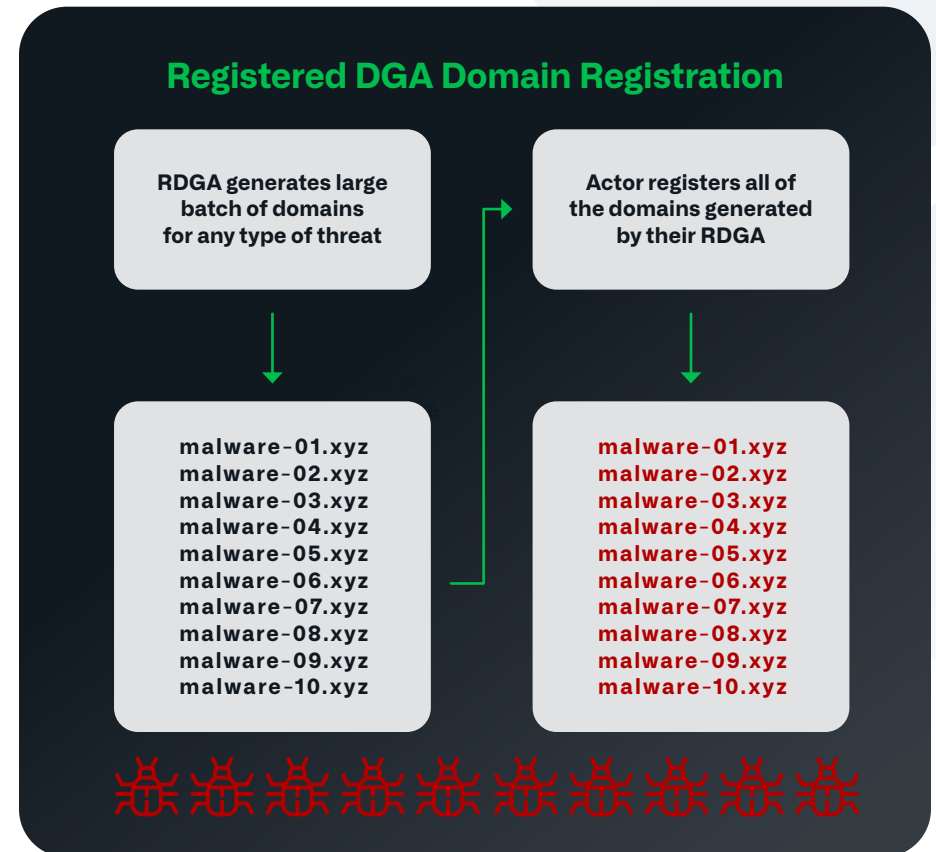 Registered DGA Domain Registration
RDGA generates large
batch of domains
for any type of threat
malware-01.xyz
malware-02.xyz
malware-03.xyz
malware-04.xyz
malware-05.xyz
malware-06.xyz
malware-07.xyz
malware-08.xyz
malware-09.xyz
malware-10.xyz
Actor registers all of
the domains generated
by their RDGA
malware-01.xyz
malware-02.xyz
malware-03.xyz
malware-04.xyz
malware-05.xyz
malware-06.xyz
malware-07.xyz
malware-08.xyz
malware-09.xyz
malware-10.xyz